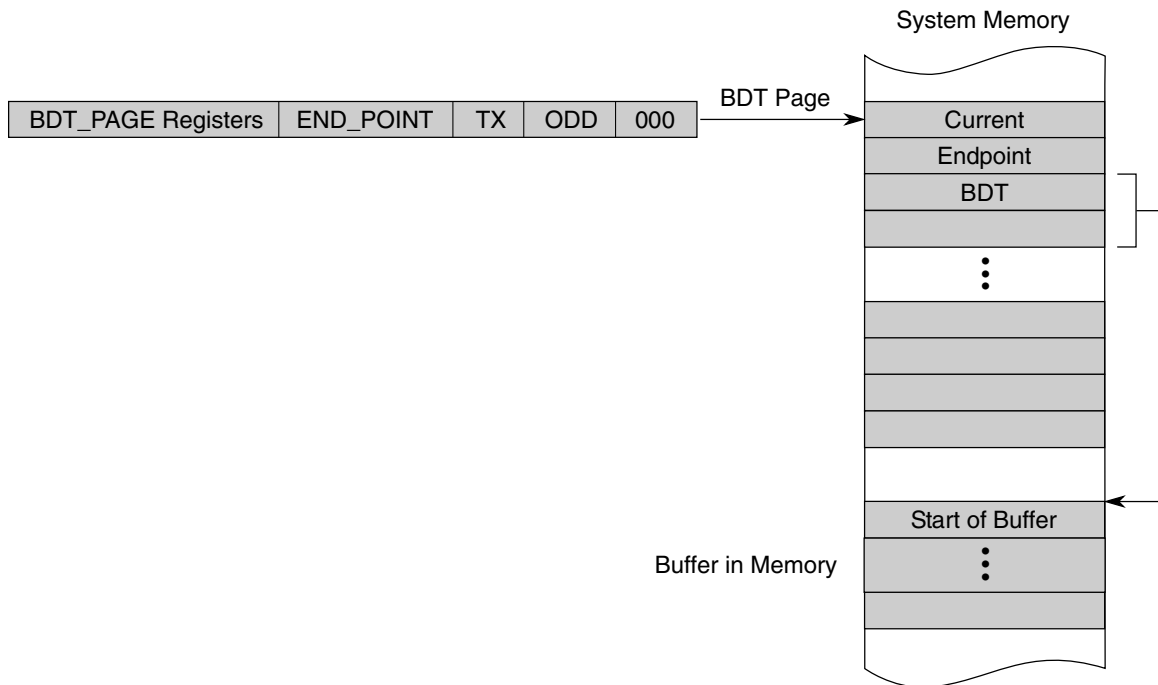 System Memory
BDT_PAGE Registers END_POINT TX ODD 000
BDT Page
Current
Endpoint
BDT
Start of Buffer
Buffer in Memory